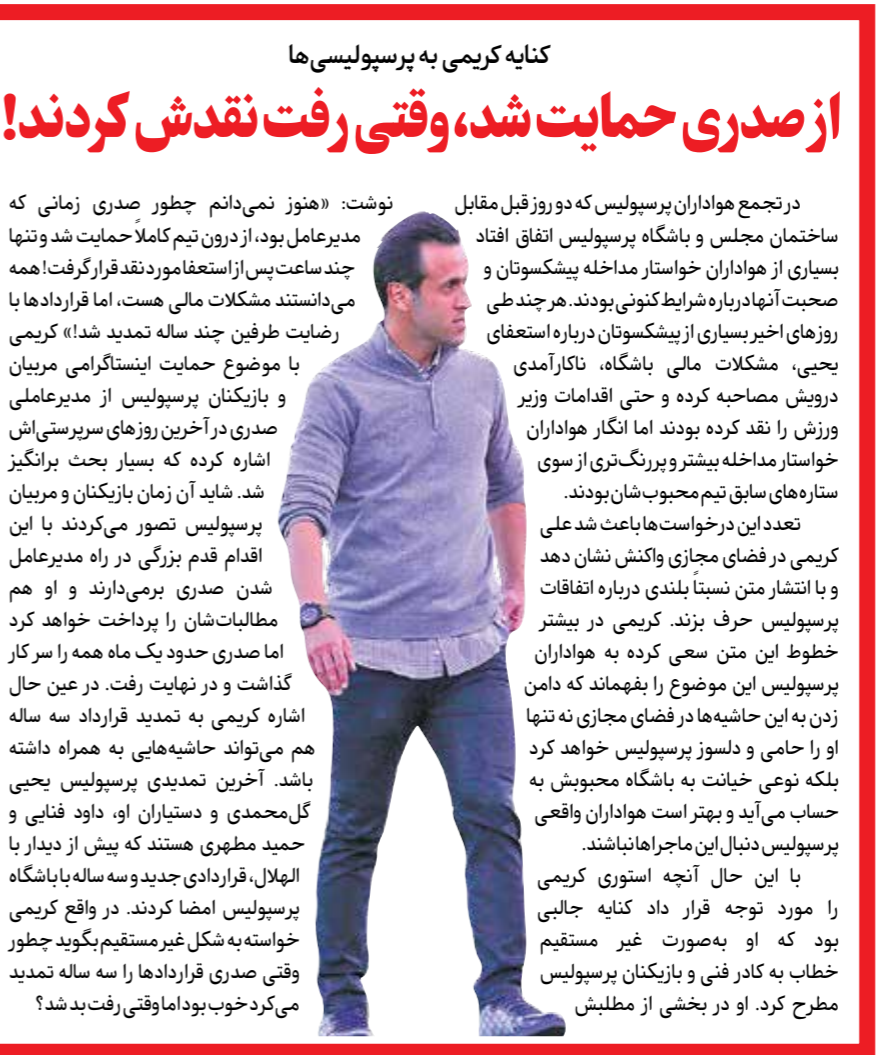 کنایه کریمی به پرسپولیسی‌ها
از صدری حمایت شد، وقتی رفت نقدش کردند!
در تجمع هواداران پرسپولیس که دو روز قبل مقابل
ساختمان مجلس و باشگاه پرسپولیس اتفاق افتاد
بسیاری از هواداران خواستار مداخله پیشکسوتان و
صحبت آنها درباره شرایط کنونی بودند. هر چند طی
روزهای اخیر بسیاری از پیشکسوتان درباره استعفای
یحیی، مشکلات مالی باشگاه، ناکارآمدی
درویش مصاحبه کرده و حتی اقدامات وزیر
ورزش را نقد کرده بودند اما انگار هواداران
خواستار مداخله بیشتر و پررنگ‌تری از سوی
ستاره‌های سابق تیم محبوب‌شان بودند.
تعدد این درخواست‌ها باعث شد علی
کریمی در فضای مجازی واکنش نشان دهد
و با انتشار متن نسبتاً بلندی درباره اتفاقات
پرسپولیس حرف بزند. کریمی در بیشتر
خطوط این متن سعی کرده به هواداران
پرسپولیس این موضوع را بفهماند که دامن
زدن به این حاشیه‌ها در فضای مجازی نه تنها
او را حامی و دلسوز پرسپولیس خواهد کرد
بلکه نوعی خیانت به باشگاه محبوبش به
حساب می‌آید و بهتر است هواداران واقعی
پرسپولیس دنبال این ماجراها نباشند.
با این حال آنچه استوری کریمی
را مورد توجه قرار داد کنایه جالبی
بود که او به‌صورت غیر مستقیم
خطاب به کادر فنی و بازیکنان پرسپولیس
مطرح کرد. او در بخشی از مطلبش
نوشت: «هنوز نمی‌دانم چطور صدری زمانی که
مدیرعامل بود، از درون تیم کاملاً حمایت شد و تنها
چند ساعت پس از استعفا مورد نقد قرار گرفت! همه
می‌دانستند مشکلات مالی هست، اما قراردادها با
رضایت طرفین چند ساله تمدید شد!» کریمی
با موضوع حمایت اینستاگرامی مربیان
و بازیکنان پرسپولیس از مدیرعاملی
صدری در آخرین روزهای سرپرستی‌اش
اشاره کرده که بسیار بحث برانگیز
شد. شاید آن زمان بازیکنان و مربیان
پرسپولیس تصور می‌کردند با این
اقدام قدم بزرگی در راه مدیرعامل
شدن صدری برمی‌دارند و او هم
مطالبات‌شان را پرداخت خواهد کرد
اما صدری حدود یک ماه همه را سر کار
گذاشت و در نهایت رفت. در عین حال
اشاره کریمی به تمدید قرارداد سه ساله
هم می‌تواند حاشیه‌هایی به همراه داشته
باشد. آخرین تمدیدی پرسپولیس یحیی
گل‌محمدی و دستیاران او، داود فنایی و
حمید مطهری هستند که پیش از دیدار با
الهلال، قراردادی جدید و سه ساله با باشگاه
پرسپولیس امضا کردند. در واقع کریمی
خواسته به شکل غیر مستقیم بگوید چطور
وقتی صدری قراردادها را سه ساله تمدید
می‌کرد خوب بود اما وقتی رفت بد شد؟